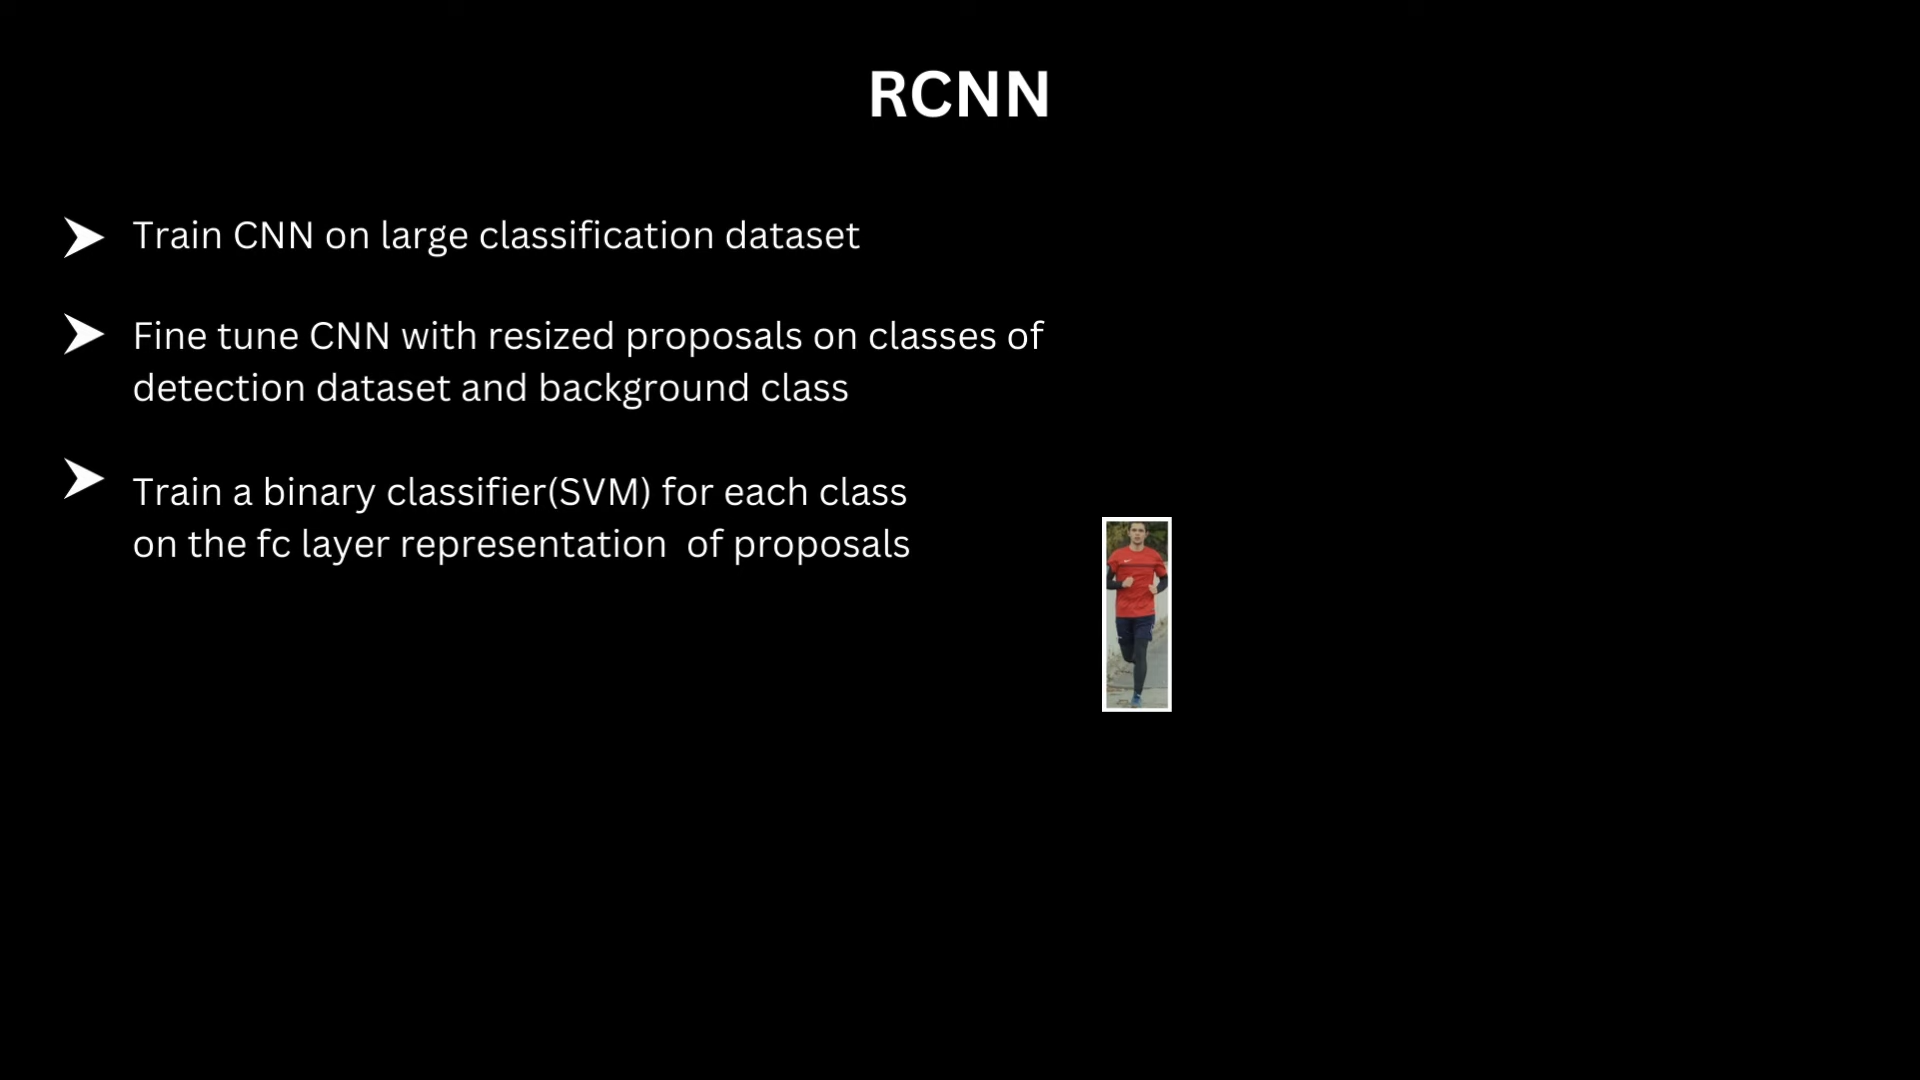 RCNN
Train CNN on large classification dataset
Fine tune CNN with resized proposals on classes of
detection dataset and background class
Train a binary classifier(SVM) for each class
on the fc layer representation  of proposals